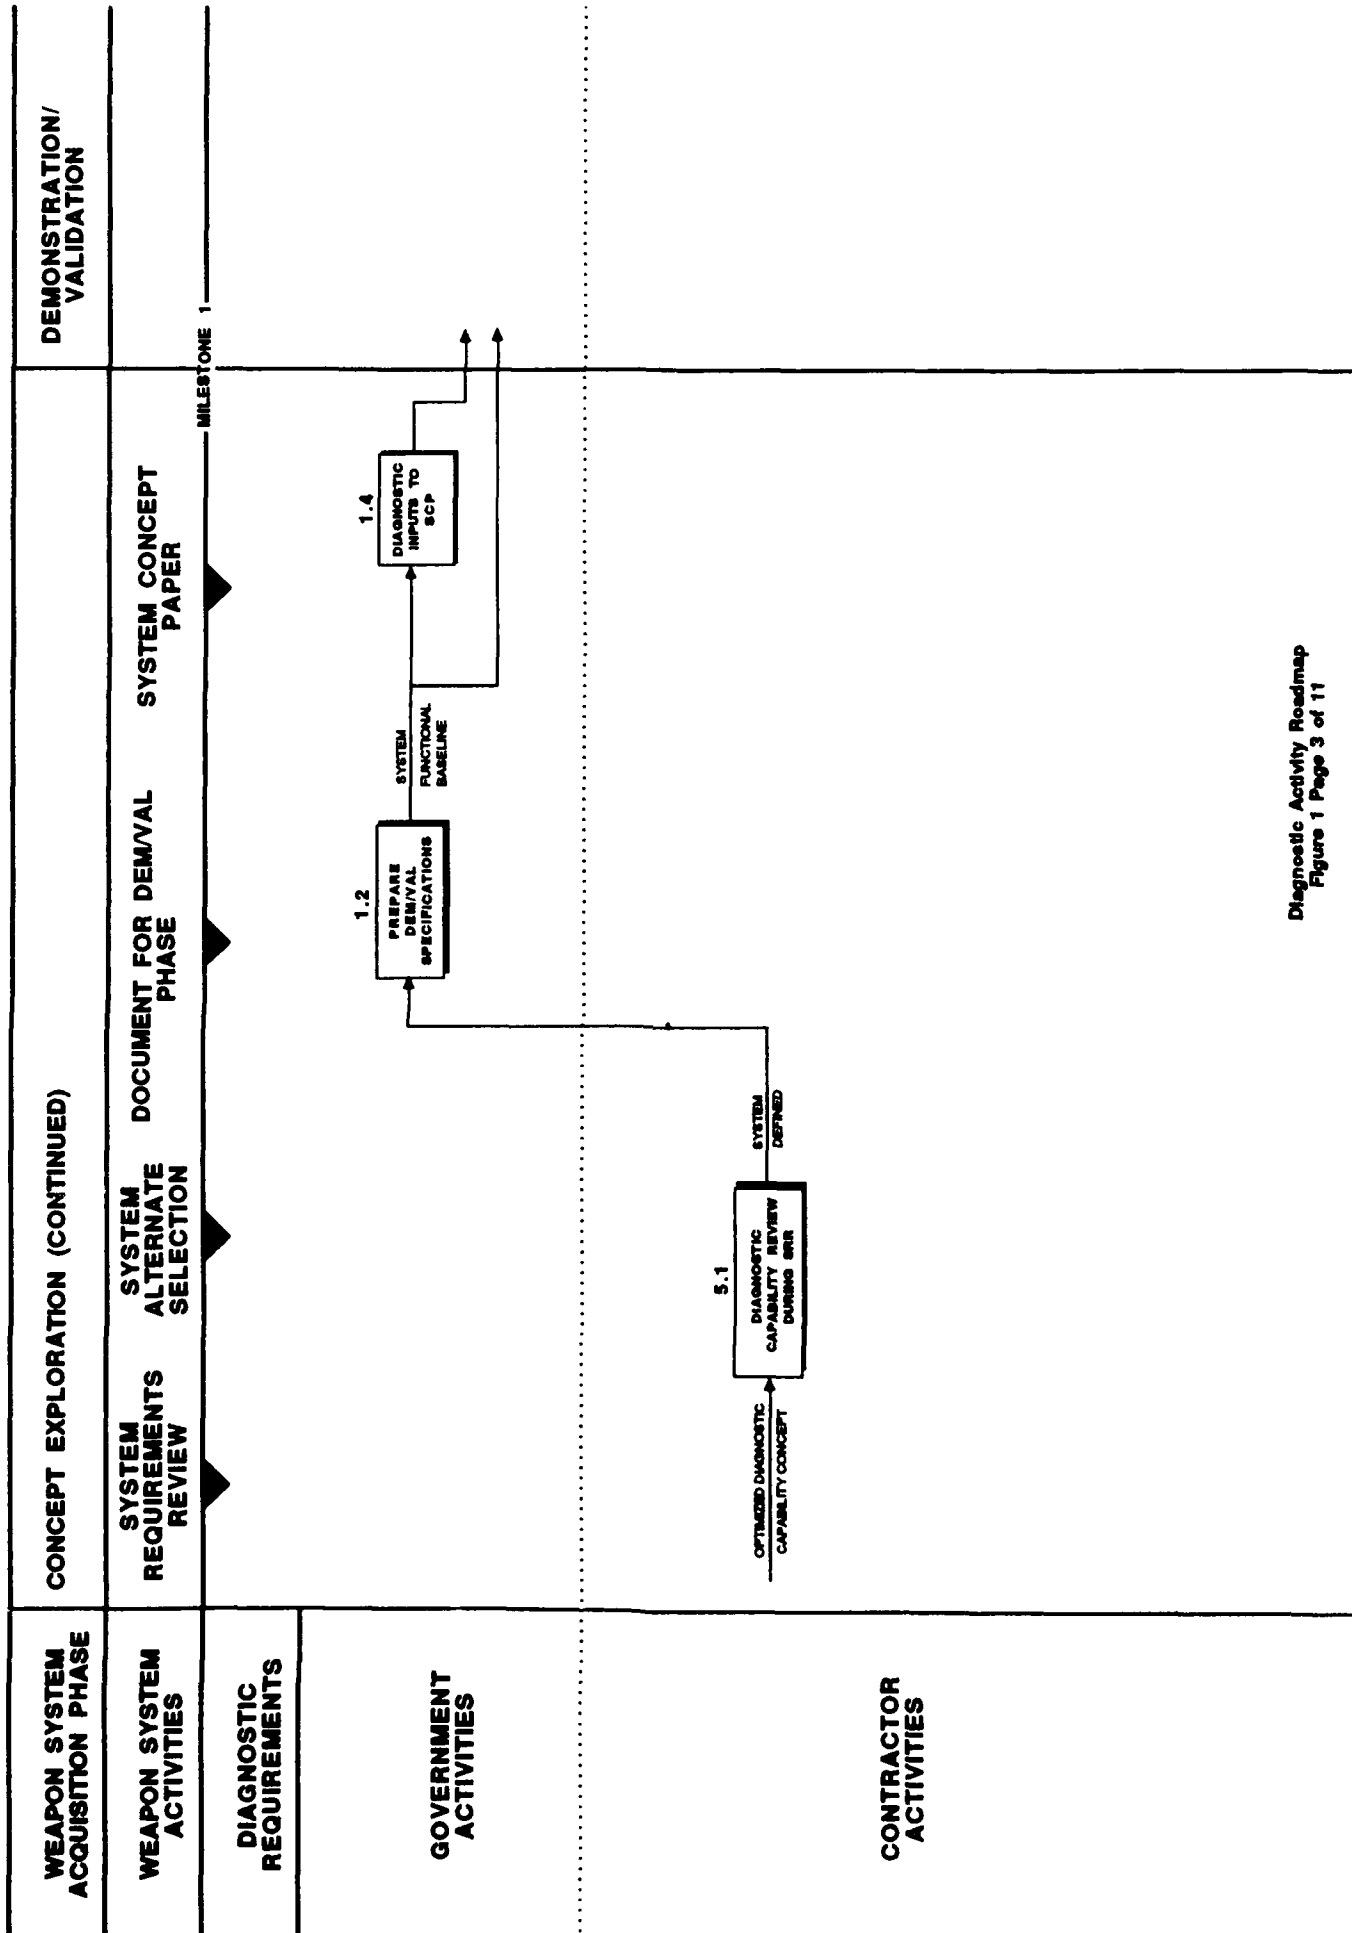 WEAPON SYSTEM
ACQUISITION PHASE
CONCEPT EXPLORATION (CONTINUED)
DEMONSTRATION/
VALIDATION
WEAPON SYSTEM
ACTIVITIES
SYSTEM
REQUIREMENTS
REVIEW
SYSTEM
ALTERNATE
SELECTION
DOCUMENT FOR DEM/VAL
PHASE
SYSTEM CONCEPT
PAPER
MILESTONE 1
DIAGNOSTIC
REQUIREMENTS
GOVERNMENT
ACTIVITIES
1.2
PREPARE
DEM/VAL
SPECIFICATIONS
SYSTEM
FUNCTIONAL
BASELINE
1.4
DIAGNOSTIC
INPUTS TO
SCP
CONTRACTOR
ACTIVITIES
OPTIMIZED DIAGNOSTIC
CAPABILITY CONCEPT
5.1
DIAGNOSTIC
CAPABILITY REVIEW
DURING SRR
SYSTEM
DEFINED
Diagnostic Activity Roadmap
Figure 1 Page 3 of 11